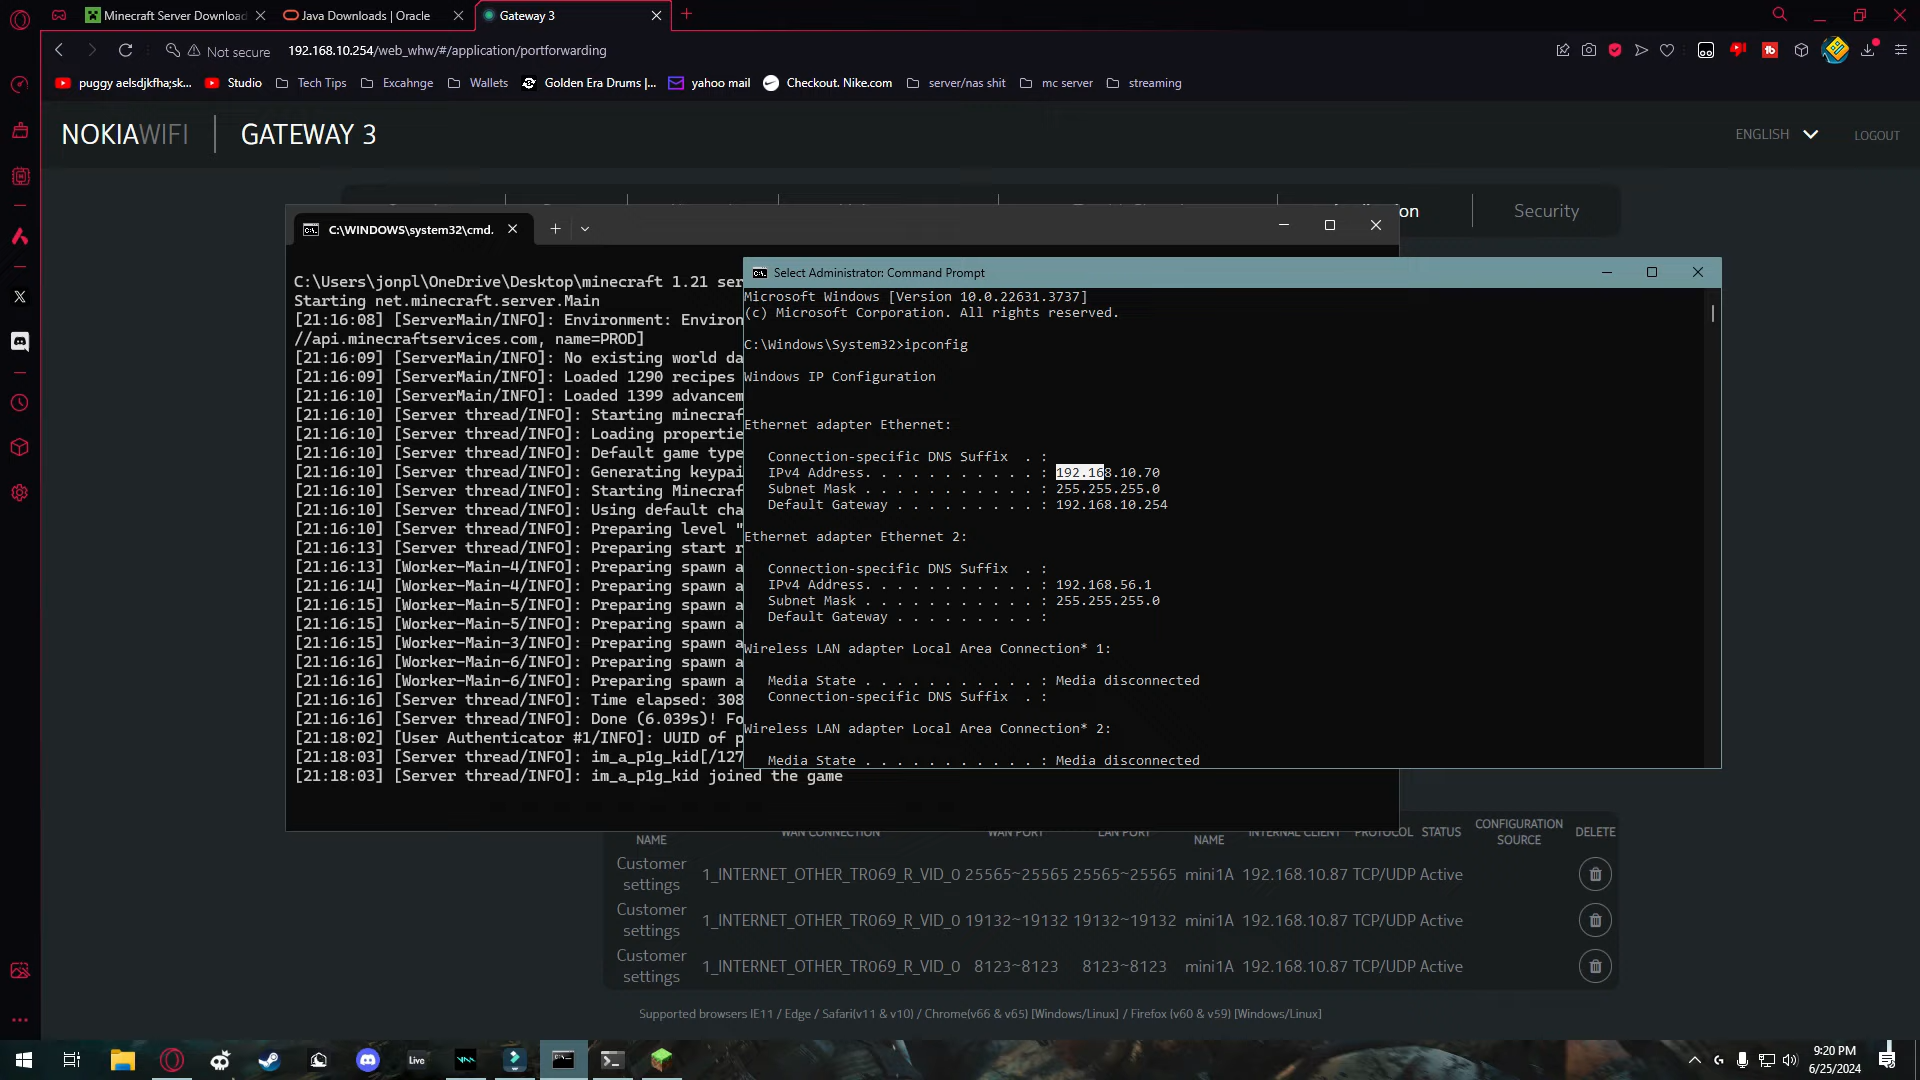 Minecraft Server Download
Java Downloads | Oracle
Gateway 3
Not secure
192.168.10.254/web_whw/#/application/portforwarding
puggy aelsdjkfha;sk...
Studio
Tech Tips
Excahnge
Wallets
Golden Era Drums |...
yahoo mail
Checkout. Nike.com
server/nas shit
mc server
streaming
NOKIAWIFI
GATEWAY 3
ENGLISH
LOGOUT
Security
C:\WINDOWS\system32\cmd.
C:\Users\jonpl\OneDrive\Desktop\minecraft 1.21 ser
Starting net.minecraft.server.Main
[21:16:08] [ServerMain/INFO]: Environment: Environ
//api.minecraftservices.com, name=PROD]
[21:16:09] [ServerMain/INFO]: No existing world da
[21:16:09] [ServerMain/INFO]: Loaded 1290 recipes
[21:16:10] [ServerMain/INFO]: Loaded 1399 advancem
[21:16:10] [Server thread/INFO]: Starting minecraf
[21:16:10] [Server thread/INFO]: Loading propertie
[21:16:10] [Server thread/INFO]: Default game type
[21:16:10] [Server thread/INFO]: Generating keypai
[21:16:10] [Server thread/INFO]: Starting Minecraf
[21:16:10] [Server thread/INFO]: Using default cha
[21:16:10] [Server thread/INFO]: Preparing level "
[21:16:13] [Server thread/INFO]: Preparing start r
[21:16:13] [Worker-Main-4/INFO]: Preparing spawn a
[21:16:14] [Worker-Main-4/INFO]: Preparing spawn a
[21:16:15] [Worker-Main-5/INFO]: Preparing spawn a
[21:16:15] [Worker-Main-5/INFO]: Preparing spawn a
[21:16:15] [Worker-Main-3/INFO]: Preparing spawn a
[21:16:16] [Worker-Main-6/INFO]: Preparing spawn a
[21:16:16] [Worker-Main-6/INFO]: Preparing spawn a
[21:16:16] [Server thread/INFO]: Time elapsed: 308
[21:16:16] [Server thread/INFO]: Done (6.039s)! Fo
[21:18:02] [User Authenticator #1/INFO]: UUID of p
[21:18:03] [Server thread/INFO]: im_a_p1g_kid[/127
[21:18:03] [Server thread/INFO]: im_a_p1g_kid joined the game
Select Administrator: Command Prompt
Microsoft Windows [Version 10.0.22631.3737]
(c) Microsoft Corporation. All rights reserved.
C:\Windows\System32>ipconfig
Windows IP Configuration
Ethernet adapter Ethernet:
Connection-specific DNS Suffix . :
IPv4 Address. . . . . . . . . . . : 192.168.10.70
Subnet Mask . . . . . . . . . . . : 255.255.255.0
Default Gateway . . . . . . . . . : 192.168.10.254
Ethernet adapter Ethernet 2:
Connection-specific DNS Suffix . :
IPv4 Address. . . . . . . . . . . : 192.168.56.1
Subnet Mask . . . . . . . . . . . : 255.255.255.0
Default Gateway . . . . . . . . . :
Wireless LAN adapter Local Area Connection* 1:
Media State . . . . . . . . . . . : Media disconnected
Connection-specific DNS Suffix . :
Wireless LAN adapter Local Area Connection* 2:
Media State . . . . . . . . . . . : Media disconnected
NAME WAN CONNECTION WAN PORT LAN PORT NAME INTERNAL CLIENT PROTOCOL STATUS CONFIGURATION SOURCE DELETE
Customer settings 1_INTERNET_OTHER_TR069_R_VID_0 25565~25565 25565~25565 mini1A 192.168.10.87 TCP/UDP Active
Customer settings 1_INTERNET_OTHER_TR069_R_VID_0 19132~19132 19132~19132 mini1A 192.168.10.87 TCP/UDP Active
Customer settings 1_INTERNET_OTHER_TR069_R_VID_0 8123~8123 8123~8123 mini1A 192.168.10.87 TCP/UDP Active
Supported browsers IE11 / Edge / Safari(v11 & v10) / Chrome(v66 & v65) [Windows/Linux] / Firefox (v60 & v59) [Windows/Linux]
Live
9:20 PM
6/25/2024